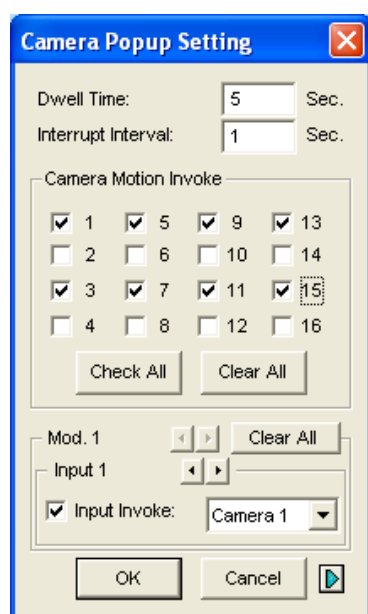 Camera Popup Setting
Dwell Time: 5 Sec.
Interrupt Interval: 1 Sec.
Camera Motion Invoke
1 5 9 13
2 6 10 14
3 7 11 15
4 8 12 16
Check All Clear All
Mod. 1 Clear All
Input 1
Input Invoke: Camera 1
OK Cancel